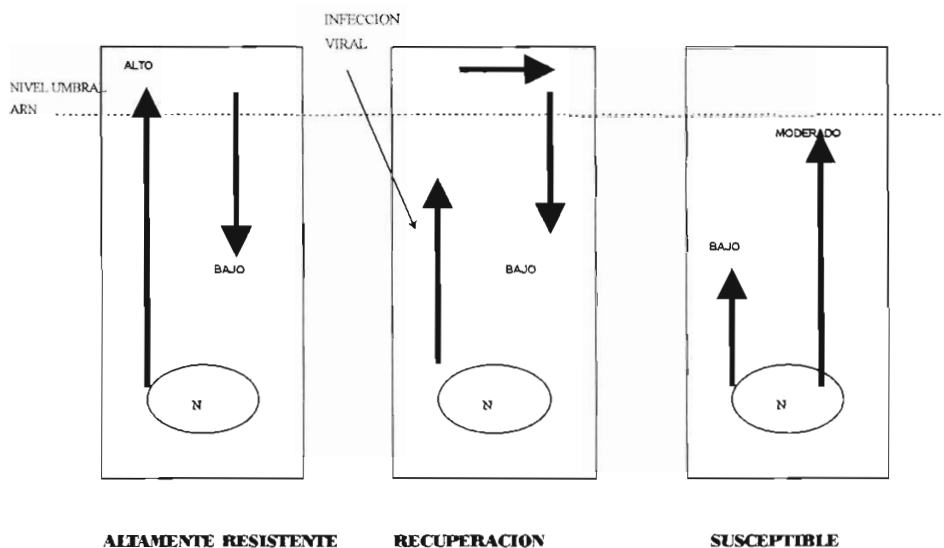 INFECCION
VIRAL
ALTO
NIVEL UMBRAL
ARN
MODERADO
BAJO
BAJO
BAJO
N
N
N
ALTAMENTE RESISTENTE
RECUPERACION
SUSCEPTIBLE